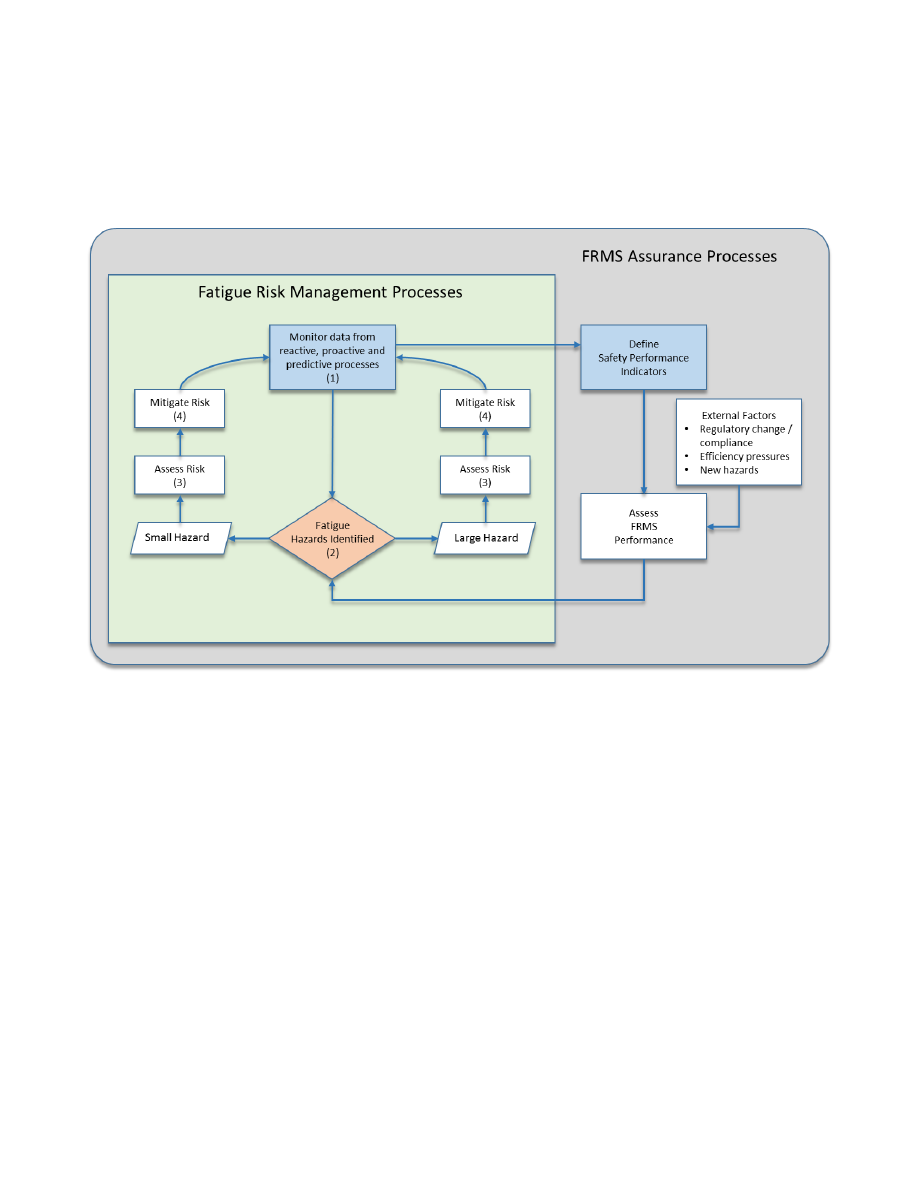 FRMS Assurance Processes
Fatigue Risk Management Processes
Monitor data from
reactive, proactive and
predictive processes
(1)
Define
Safety Performance
Indicators
Mitigate Risk
(4)
Mitigate Risk
(4)
External Factors
• Regulatory change /
compliance
• Efficiency pressures
• New hazards
Assess Risk
(3)
Assess Risk
(3)
Small Hazard
Fatigue
Hazards Identified
(2)
Large Hazard
Assess
FRMS
Performance